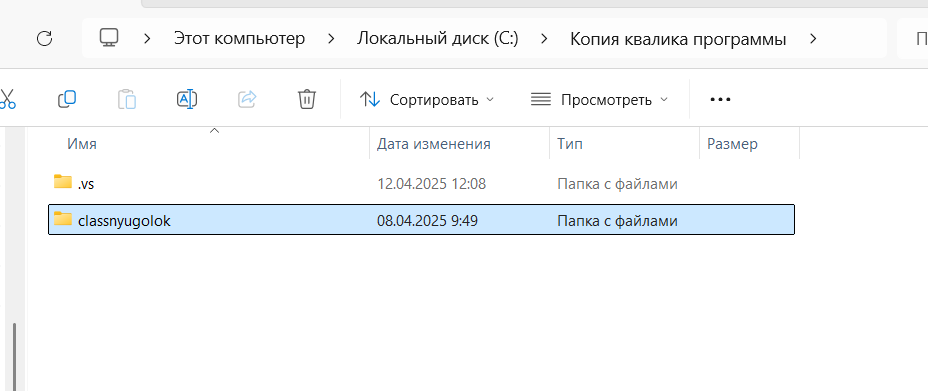 Этот компьютер > Локальный диск (C:) > Копия квалика программы >
Сортировать Просмотреть •••
Имя Дата изменения Тип Размер
.vs 12.04.2025 12:08 Папка с файлами
classnyugolok 08.04.2025 9:49 Папка с файлами